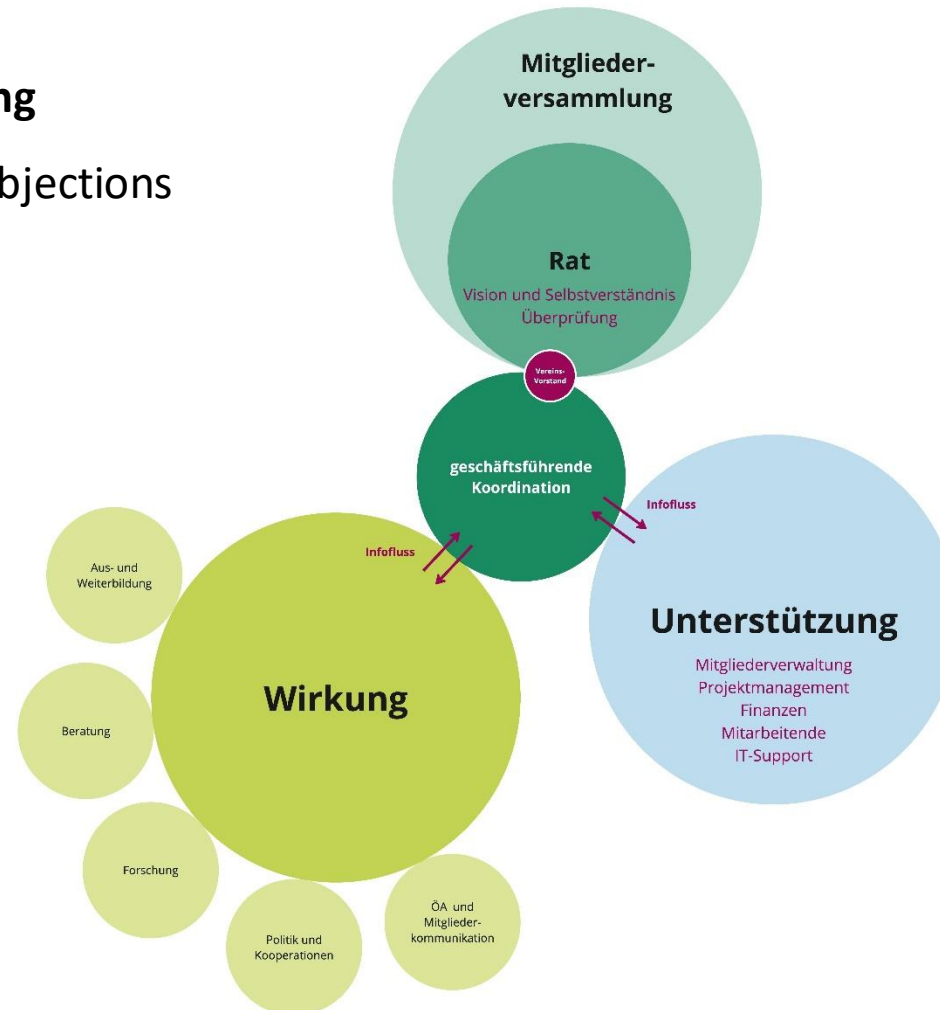 ng
bjections
Mitglieder-
versammlung
Rat
Vision und Selbstverständnis
Überprüfung
Vereins-
Vorstand
geschäftsführende
Koordination
Infofluss
Infofluss
Wirkung
Unterstützung
Mitgliederverwaltung
Projektmanagement
Finanzen
Mitarbeitende
IT-Support
Aus- und
Weiterbildung
Beratung
Forschung
Politik und
Kooperationen
ÖA und
Mitglieder-
kommunikation